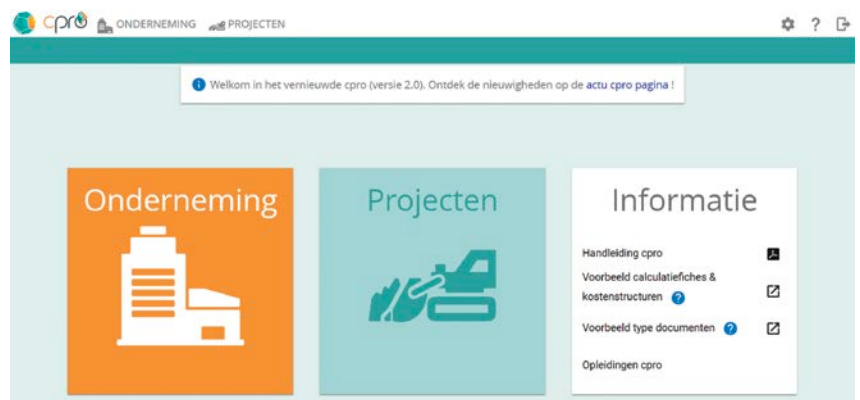 cpro ONDERNEMING PROJECTEN ?
Welkom in het vernieuwde cpro (versie 2.0). Ontdek de nieuwigheden op de actu cpro pagina !
Onderneming
Projecten
Informatie
Handleiding cpro
Voorbeeld calculatiefiches &
kostenstructuren ?
Voorbeeld type documenten ?
Opleidingen cpro